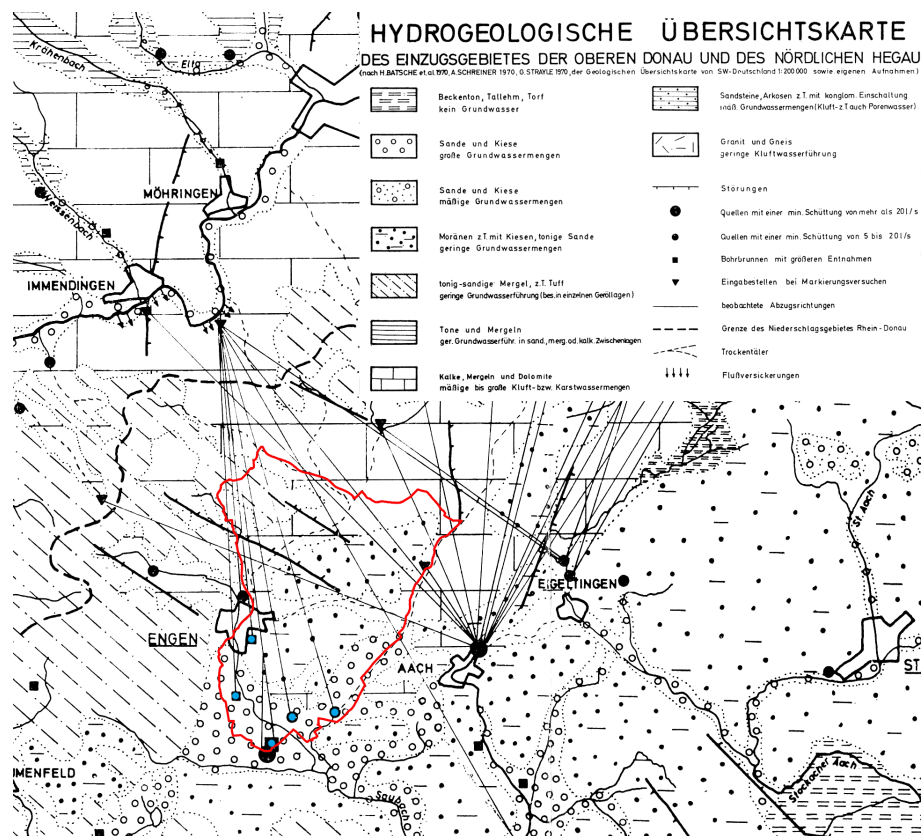 HYDROGEOLOGISCHE ÜBERSICHTSKARTE
DES EINZUGSGEBIETES DER OBEREN DONAU UND DES NÖRDLICHEN HEGAU
(nach H. BATSCHE et.al. 1970, A. SCHREINER 1970, G. STRAYLE 1970, der Geologischen Übersichtskarte von SW-Deutschland 1:200 000 sowie eigenen Aufnahmen)
Beckenton, Tallehm, Torf
kein Grundwasser
Sande und Kiese
große Grundwassermengen
Sande und Kiese
mäßige Grundwassermengen
Moränen z.T. mit Kiesen, tonige Sande
geringe Grundwassermengen
tonig-sandige Mergel, z.T. Tuff
geringe Grundwasserführung (bes. in einzelnen Geröllagen)
Tone und Mergeln
ger. Grundwasserführ. in sand., merg. od. kalk. Zwischenlagen
Kalke, Mergeln und Dolomite
mäßige bis große Kluft- bzw. Karstwassermengen
Sandsteine, Arkosen z.T. mit konglom. Einschaltung
mäß. Grundwassermengen (Kluft- z.T. auch Porenwasser)
Granit und Gneis
geringe Kluftwasserführung
Störungen
Quellen mit einer min. Schüttung von mehr als 20 l/s
Quellen mit einer min. Schüttung von 5 bis 20 l/s
Bohrbrunnen mit größeren Entnahmen
Eingabestellen bei Markierungsversuchen
beobachtete Abzugsrichtungen
Grenze des Niederschlagsgebietes Rhein-Donau
Trockentäler
Flußversickerungen
Krähenbach
Elta
MÖHRINGEN
Weissenbach
IMMENDINGEN
St. Aach
EIGELTINGEN
ENGEN
AACH
ST
MENFELD
Saubach
Stockacher Aach